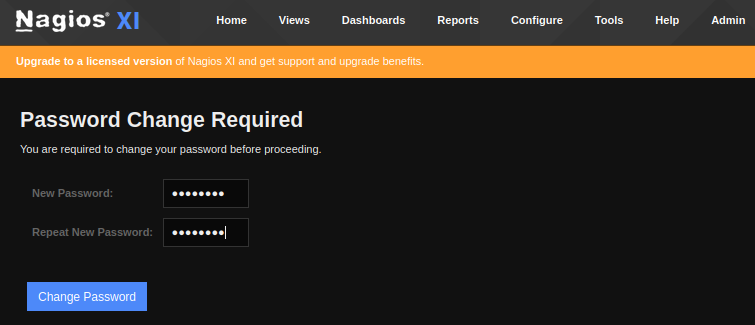 Nagios® XI
Home Views Dashboards Reports Configure Tools Help Admin
Upgrade to a licensed version of Nagios XI and get support and upgrade benefits.
Password Change Required
You are required to change your password before proceeding.
New Password: ••••••••
Repeat New Password: ••••••••
Change Password